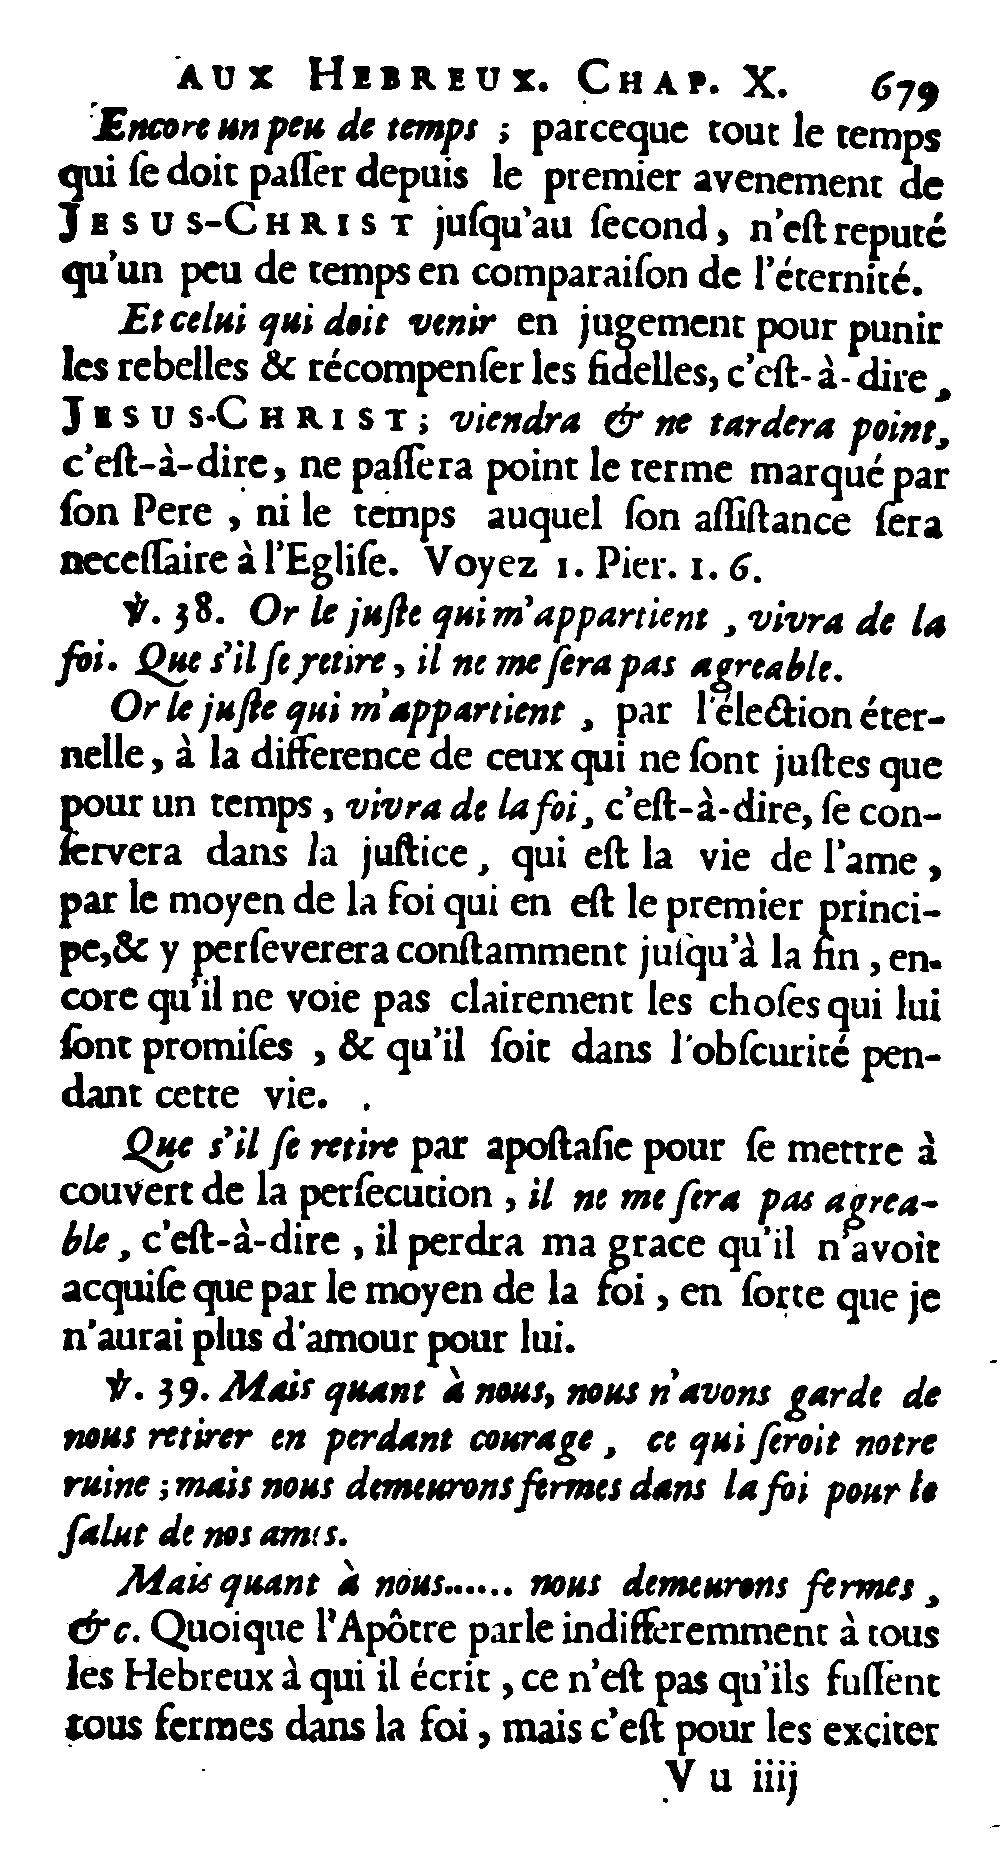 AUX HEBREUX. CHAP. X. 679
Encore un peu de temps ; parceque tout le temps
qui ſe doit paſſer depuis le premier avenement de
JESUS-CHRIST juſqu'au ſecond, n'eſt reputé
qu'un peu de temps en comparaiſon de l'éternité.
Et celui qui doit venir en jugement pour punir
les rebelles & récompenſer les fidelles, c'eſt-à-dire,
JESUS-CHRIST ; viendra & ne tardera point,
c'eſt-à-dire, ne paſſera point le terme marqué par
ſon Pere , ni le temps auquel ſon aſſiſtance ſera
neceſſaire à l'Egliſe. Voyez 1. Pier. 1. 6.
℣. 38. Or le juſte qui m'appartient , vivra de la
foi. Que s'il ſe retire , il ne me ſera pas agreable.
Or le juſte qui m'appartient , par l'élection éter-
nelle, à la difference de ceux qui ne ſont juſtes que
pour un temps , vivra de la foi, c'eſt-à-dire, ſe con-
ſervera dans la juſtice , qui eſt la vie de l'ame ,
par le moyen de la foi qui en eſt le premier princi-
pe, & y perſeverera conſtamment juſqu'à la fin , en-
core qu'il ne voie pas clairement les choſes qui lui
ſont promiſes , & qu'il ſoit dans l'obſcurité pen-
dant cette vie.
Que s'il ſe retire par apoſtaſie pour ſe mettre à
couvert de la perſecution , il ne me ſera pas agrea-
ble , c'eſt-à-dire , il perdra ma grace qu'il n'avoit
acquiſe que par le moyen de la foi , en ſorte que je
n'aurai plus d'amour pour lui.
℣. 39. Mais quant à nous, nous n'avons garde de
nous retirer en perdant courage , ce qui ſeroit notre
ruine ; mais nous demeurons fermes dans la foi pour le
ſalut de nos ames.
Mais quant à nous...... nous demeurons fermes ,
&c. Quoique l'Apôtre parle indifferemment à tous
les Hebreux à qui il écrit , ce n'eſt pas qu'ils fuſſent
tous fermes dans la foi , mais c'eſt pour les exciter
V u iiij